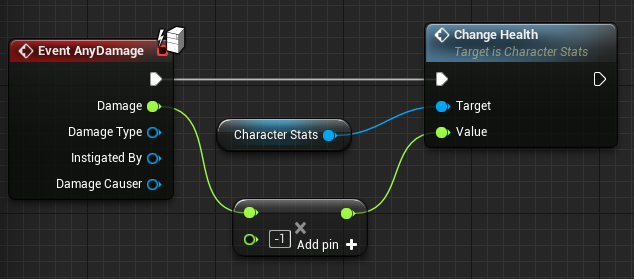 Event AnyDamage
Damage
Damage Type
Instigated By
Damage Causer
Character Stats
-1
Add pin
Change Health
Target is Character Stats
Target
Value